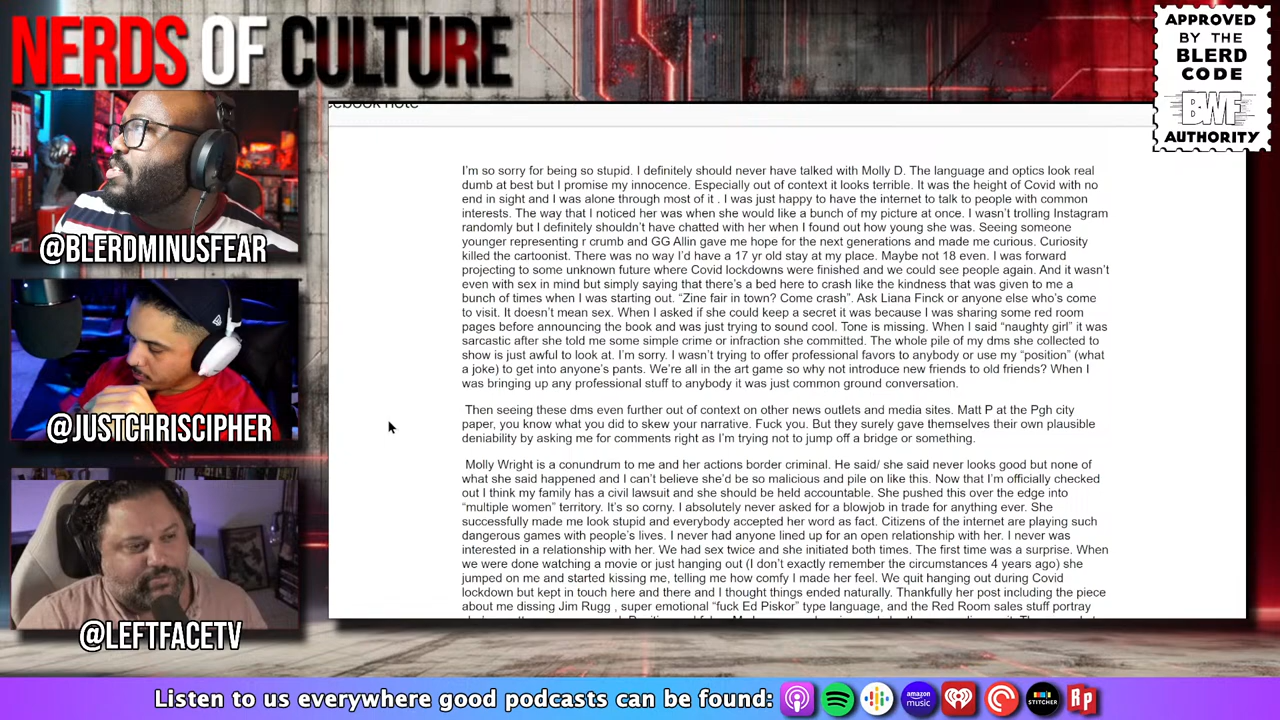 NERDS OF CULTURE
APPROVED
BY THE
BLERD
CODE
BWF
AUTHORITY
@BLERDMINUSFEAR
@JUSTCHRISCIPHER
@LEFTFACETV
I'm so sorry for being so stupid. I definitely should never have talked with Molly D. The language and optics look real
dumb at best but I promise my innocence. Especially out of context it looks terrible. It was the height of Covid with no
end in sight and I was alone through most of it . I was just happy to have the internet to talk to people with common
interests. The way that I noticed her was when she would like a bunch of my picture at once. I wasn't trolling Instagram
randomly but I definitely shouldn't have chatted with her when I found out how young she was. Seeing someone
younger representing r crumb and GG Allin gave me hope for the next generations and made me curious. Curiosity
killed the cartoonist. There was no way I'd have a 17 yr old stay at my place. Maybe not 18 even. I was forward
projecting to some unknown future where Covid lockdowns were finished and we could see people again. And it wasn't
even with sex in mind but simply saying that there's a bed here to crash like the kindness that was given to me a
bunch of times when I was starting out. "Zine fair in town? Come crash". Ask Liana Finck or anyone else who's come
to visit. It doesn't mean sex. When I asked if she could keep a secret it was because I was sharing some red room
pages before announcing the book and was just trying to sound cool. Tone is missing. When I said "naughty girl" it was
sarcastic after she told me some simple crime or infraction she committed. The whole pile of my dms she collected to
show is just awful to look at. I'm sorry. I wasn't trying to offer professional favors to anybody or use my "position" (what
a joke) to get into anyone's pants. We're all in the art game so why not introduce new friends to old friends? When I
was bringing up any professional stuff to anybody it was just common ground conversation.
Then seeing these dms even further out of context on other news outlets and media sites. Matt P at the Pgh city
paper, you know what you did to skew your narrative. Fuck you. But they surely gave themselves their own plausible
deniability by asking me for comments right as I'm trying not to jump off a bridge or something.
Molly Wright is a conundrum to me and her actions border criminal. He said/ she said never looks good but none of
what she said happened and I can't believe she'd be so malicious and pile on like this. Now that I'm officially checked
out I think my family has a civil lawsuit and she should be held accountable. She pushed this over the edge into
"multiple women" territory. It's so corny. I absolutely never asked for a blowjob in trade for anything ever. She
successfully made me look stupid and everybody accepted her word as fact. Citizens of the internet are playing such
dangerous games with people's lives. I never had anyone lined up for an open relationship with her. I never was
interested in a relationship with her. We had sex twice and she initiated both times. The first time was a surprise. When
we were done watching a movie or just hanging out (I don't exactly remember the circumstances 4 years ago) she
jumped on me and started kissing me, telling me how comfy I made her feel. We quit hanging out during Covid
lockdown but kept in touch here and there and I thought things ended naturally. Thankfully her post including the piece
about me dissing Jim Rugg , super emotional "fuck Ed Piskor" type language, and the Red Room sales stuff portray
Listen to us everywhere good podcasts can be found:
amazon
music
STITCHER
Rp